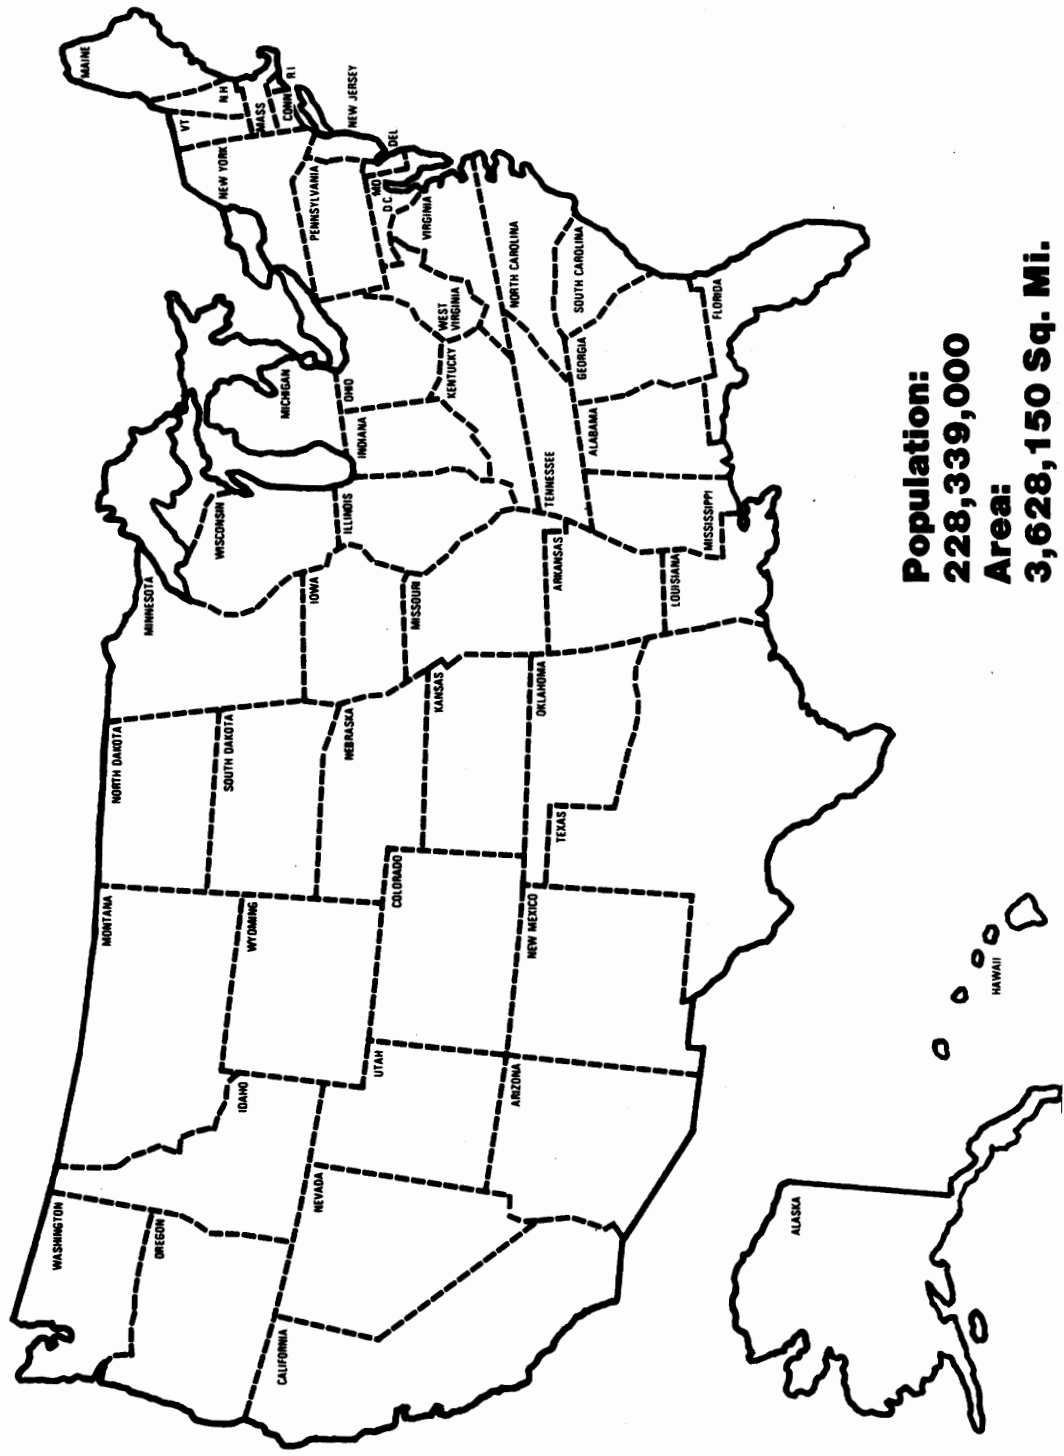 WASHINGTON
OREGON
CALIFORNIA
NEVADA
IDAHO
MONTANA
WYOMING
UTAH
ARIZONA
COLORADO
NEW MEXICO
NORTH DAKOTA
SOUTH DAKOTA
NEBRASKA
KANSAS
OKLAHOMA
TEXAS
MINNESOTA
IOWA
MISSOURI
ARKANSAS
LOUISIANA
WISCONSIN
ILLINOIS
MICHIGAN
INDIANA
OHIO
KENTUCKY
TENNESSEE
MISSISSIPPI
ALABAMA
GEORGIA
FLORIDA
SOUTH CAROLINA
NORTH CAROLINA
WEST
VIRGINIA
VIRGINIA
D C
MD
DEL
PENNSYLVANIA
NEW JERSEY
NEW YORK
CONN
R I
MASS
VT
N H
MAINE
ALASKA
HAWAII
Population:
228,339,000
Area:
3,628,150 Sq. Mi.